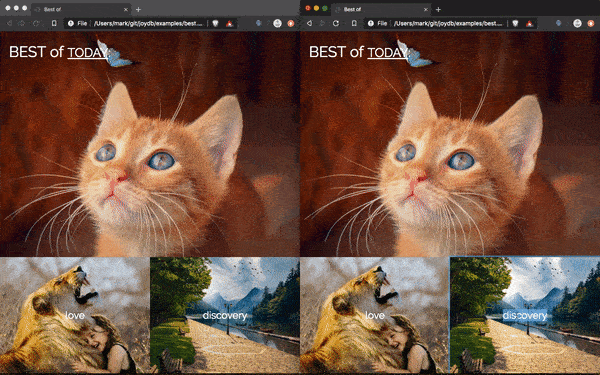 Best of
File | /Users/mark/git/joydb/examples/best....
BEST of TODAY:
love
discovery
Best of
File | /Users/mark/git/joydb/examples/best....
BEST of TODAY:
love
discovery